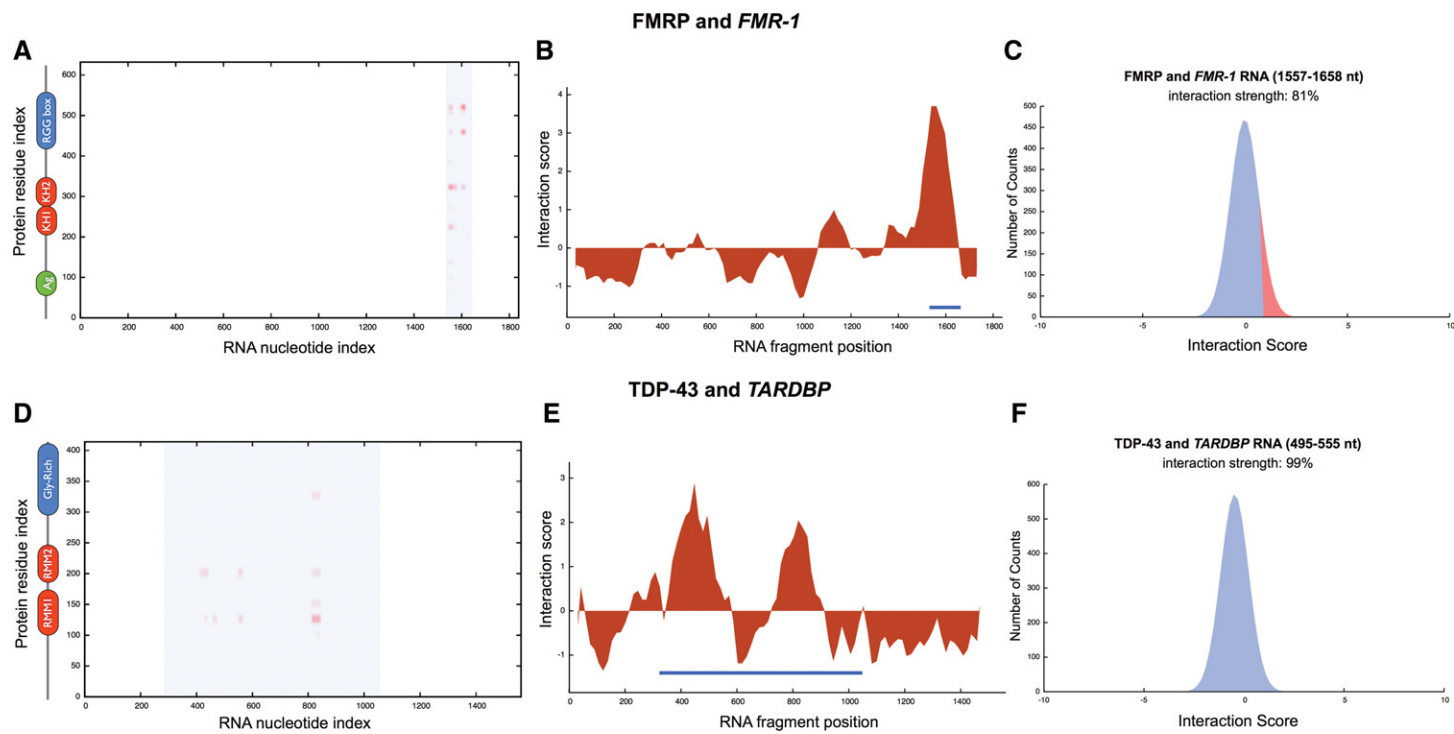 FMRP and FMR-1
A
Protein residue index
RGG box
KH2
KH1
Ag
600
500
400
300
200
100
0
0 200 400 600 800 1000 1200 1400 1600 1800
RNA nucleotide index
B
Interaction score
4
3
2
1
0
-1
0 200 400 600 800 1000 1200 1400 1600 1800
RNA fragment position
C
FMRP and FMR-1 RNA (1557-1658 nt)
interaction strength: 81%
Number of Counts
500
450
400
350
300
250
200
150
100
50
0
-10 -5 0 5 10
Interaction Score
TDP-43 and TARDBP
D
Protein residue index
Gly-Rich
RMM2
RMM1
400
350
300
250
200
150
100
50
0
0 200 400 600 800 1000 1200 1400
RNA nucleotide index
E
Interaction score
3
2
1
0
-1
0 200 400 600 800 1000 1200 1400
RNA fragment position
F
TDP-43 and TARDBP RNA (495-555 nt)
interaction strength: 99%
Number of Counts
600
500
400
300
200
100
0
-10 -5 0 5 10
Interaction Score